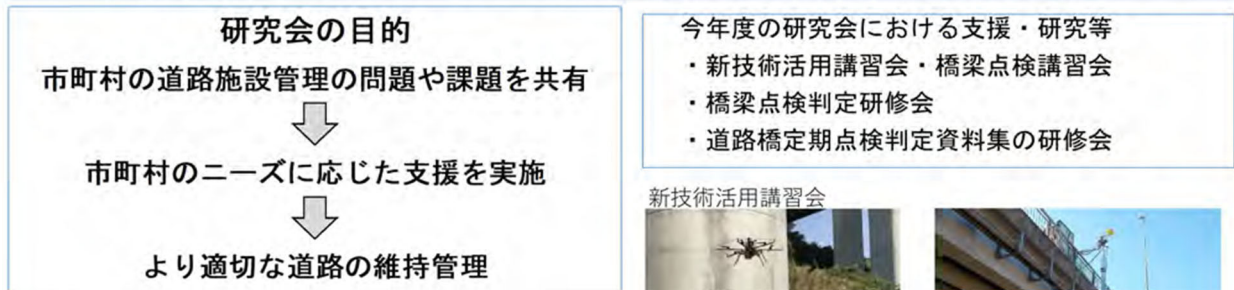 研究会の目的
市町村の道路施設管理の問題や課題を共有
市町村のニーズに応じた支援を実施
より適切な道路の維持管理
今年度の研究会における支援・研究等
・新技術活用講習会・橋梁点検講習会
・橋梁点検判定研修会
・道路橋定期点検判定資料集の研修会
新技術活用講習会